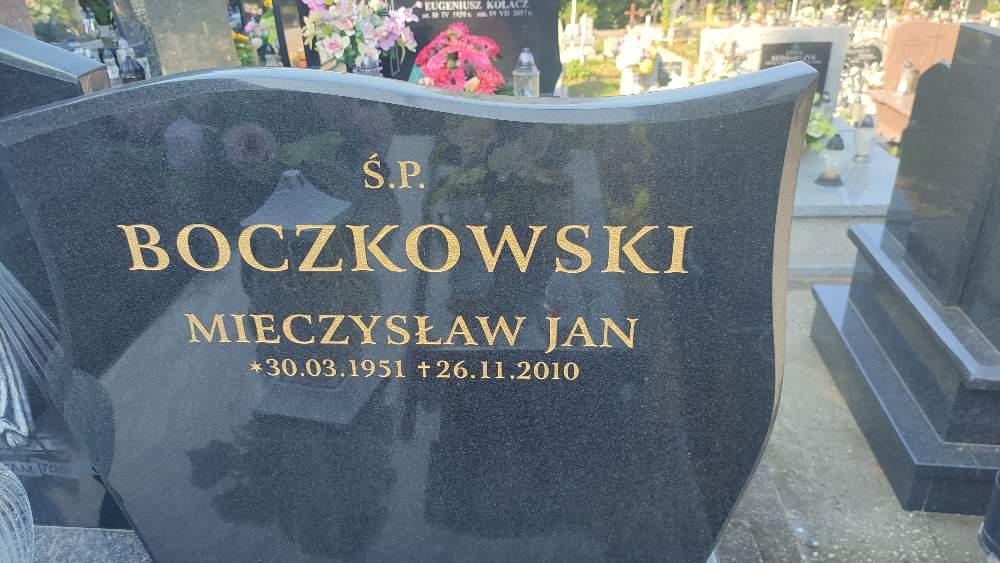 EUGENIUSZ KOŁACZ
Ś.P.
BOCZKOWSKI
MIECZYSŁAW JAN
*30.03.1951 †26.11.2010